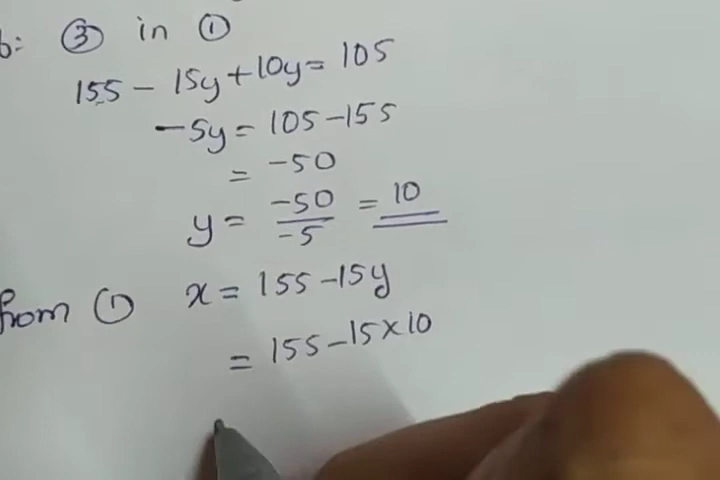 b: ③ in ①
155 - 15y + 10y = 105
-5y = 105 - 155
= -50
y = -50/-5 = 10
from ① x = 155 - 15y
= 155 - 15 × 10